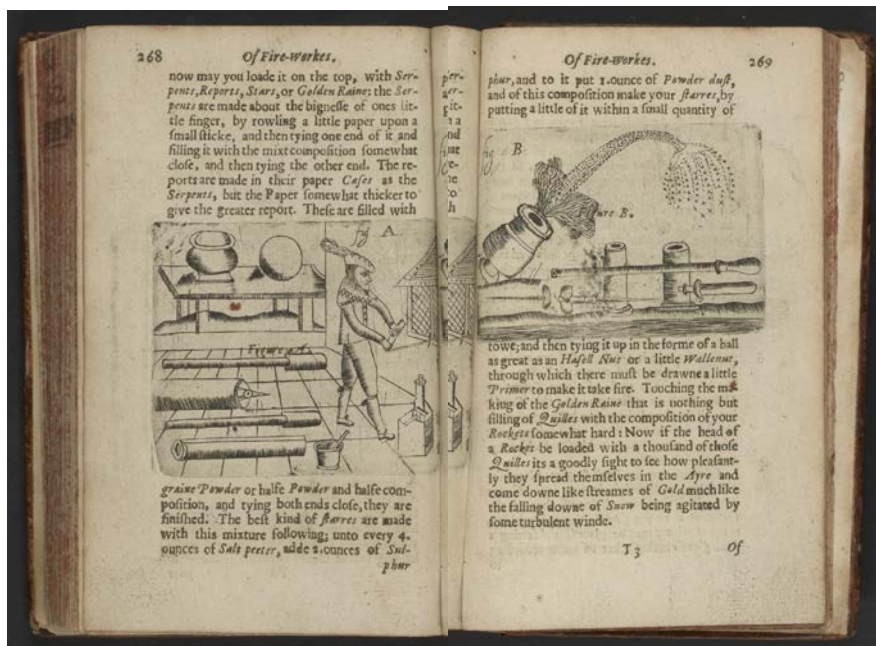 268
Of Fire-workes.
now may you loade it on the top, with Ser-
pents, Reports, Stars, or Golden Raine: the Ser-
pents are made about the bignesse of ones lit-
tle finger, by rowling a little paper upon a
small sticke, and then tying one end of it and
filling it with the mixt composition somewhat
close, and then tying the other end. The re-
ports are made in their paper Cases as the
Serpents, but the Paper somewhat thicker to
give the greater report. These are filled with
fig A
Figure A.
graine Powder or halfe Powder and halfe com-
position, and tying both ends close, they are
finished. The best kind of starres are made
with this mixture following; unto every 4.
ounces of Salt peeter, adde 2. ounces of Sul-
phur
Of Fire-workes.
269
phur, and to it put 1. ounce of Powder dust,
and of this composition make your starres, by
putting a little of it within a small quantity of
fig B
Figure B.
towe; and then tying it up in the forme of a ball
as great as an Hasell Nut or a little Wallenut,
through which there must be drawne a little
Primer to make it take fire. Touching the ma-
king of the Golden Raine that is nothing but
filling of Quilles with the composition of your
Rockets somewhat hard: Now if the head of
a Rocket be loaded with a thousand of those
Quilles its a goodly sight to see how pleasant-
ly they spread themselves in the Ayre and
come downe like streames of Gold much like
the falling downe of Snow being agitated by
some turbulent winde.
T 3
Of